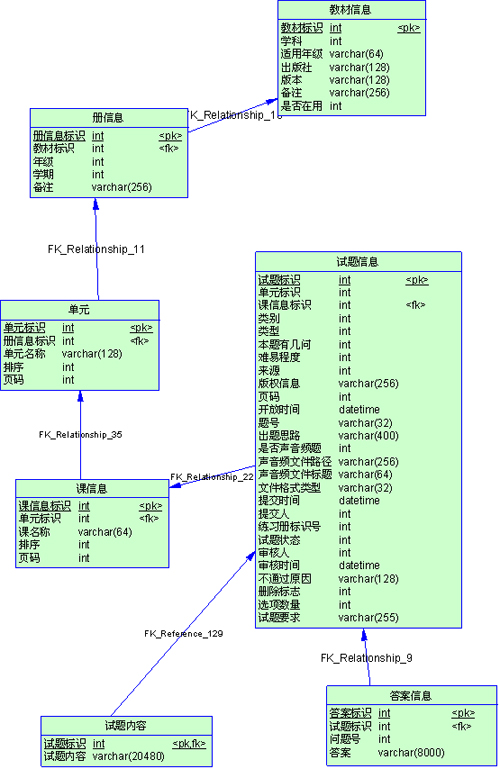 教材信息
教材标识 int <pk>
学科 int
适用年级 varchar(64)
出版社 varchar(128)
版本 varchar(128)
备注 varchar(256)
是否在用 int
册信息
册信息标识 int <pk>
教材标识 int <fk>
年级 int
学期 int
备注 varchar(256)
FK_Relationship_11
单元
单元标识 int <pk>
册信息标识 int <fk>
单元名称 varchar(128)
排序 int
页码 int
FK_Relationship_35
课信息
课信息标识 int <pk>
单元标识 int <fk>
课名称 varchar(64)
排序 int
页码 int
FK_Relationship_22
试题信息
试题标识 int <pk>
单元标识 int
课信息标识 int <fk>
类别 int
类型 int
本题有几问 int
难易程度 int
来源 int
版权信息 varchar(256)
页码 int
开放时间 datetime
题号 varchar(32)
出题思路 varchar(400)
是否声音频题 int
声音频文件路径 varchar(256)
声音频文件标题 varchar(64)
文件格式类型 varchar(32)
提交时间 datetime
提交人 int
练习册标识号 int
试题状态 int
审核人 int
审核时间 datetime
不通过原因 varchar(128)
删除标志 int
选项数量 int
试题要求 varchar(255)
FK_Reference_129
FK_Relationship_9
试题内容
试题标识 int <pk,fk>
试题内容 varchar(20480)
答案信息
答案标识 int <pk>
试题标识 int <fk>
问题号 int
答案 varchar(8000)